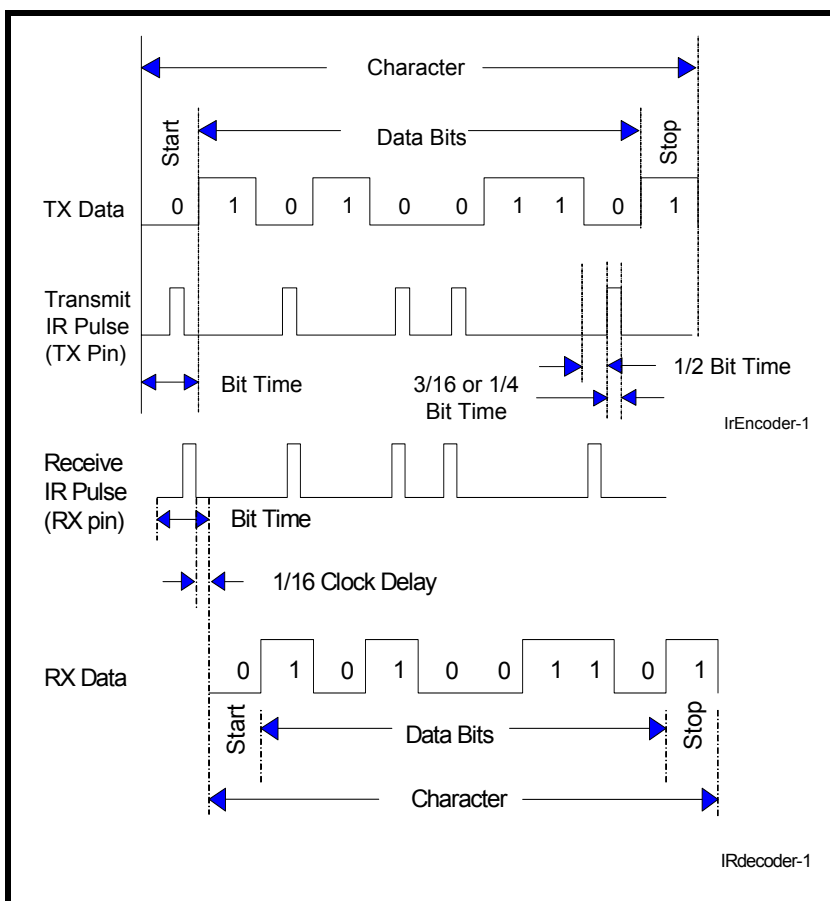 Character
Start
Data Bits
Stop
TX Data
0 1 0 1 0 0 1 1 0 1
Transmit
IR Pulse
(TX Pin)
Bit Time
1/2 Bit Time
3/16 or 1/4
Bit Time
IrEncoder-1
Receive
IR Pulse
(RX pin)
Bit Time
1/16 Clock Delay
RX Data
0 1 0 1 0 0 1 1 0 1
Start
Data Bits
Stop
Character
IRdecoder-1